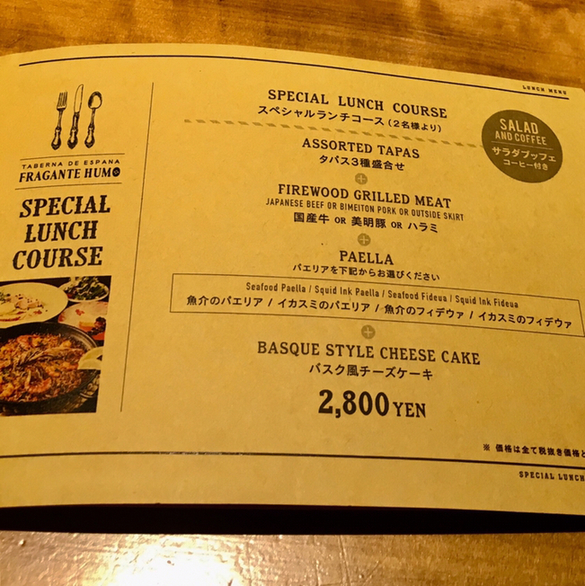 LUNCH MENU
TABERNA DE ESPANA
FRAGANTE HUMO
SPECIAL
LUNCH
COURSE
SPECIAL LUNCH COURSE
スペシャルランチコース（2名様より）
SALAD
AND COFFEE
サラダブッフェ
コーヒー付き
ASSORTED TAPAS
タパス3種盛合せ
+
FIREWOOD GRILLED MEAT
JAPANESE BEEF OR BIMEITON PORK OR OUTSIDE SKIRT
国産牛 OR 美明豚 OR ハラミ
+
PAELLA
パエリアを下記からお選びください
Seafood Paella / Squid Ink Paella / Seafood Fideua / Squid Ink Fideua
魚介のパエリア / イカスミのパエリア / 魚介のフィデウァ / イカスミのフィデウァ
+
BASQUE STYLE CHEESE CAKE
バスク風チーズケーキ
2,800 YEN
※ 価格は全て税抜き価格と
SPECIAL LUNCH